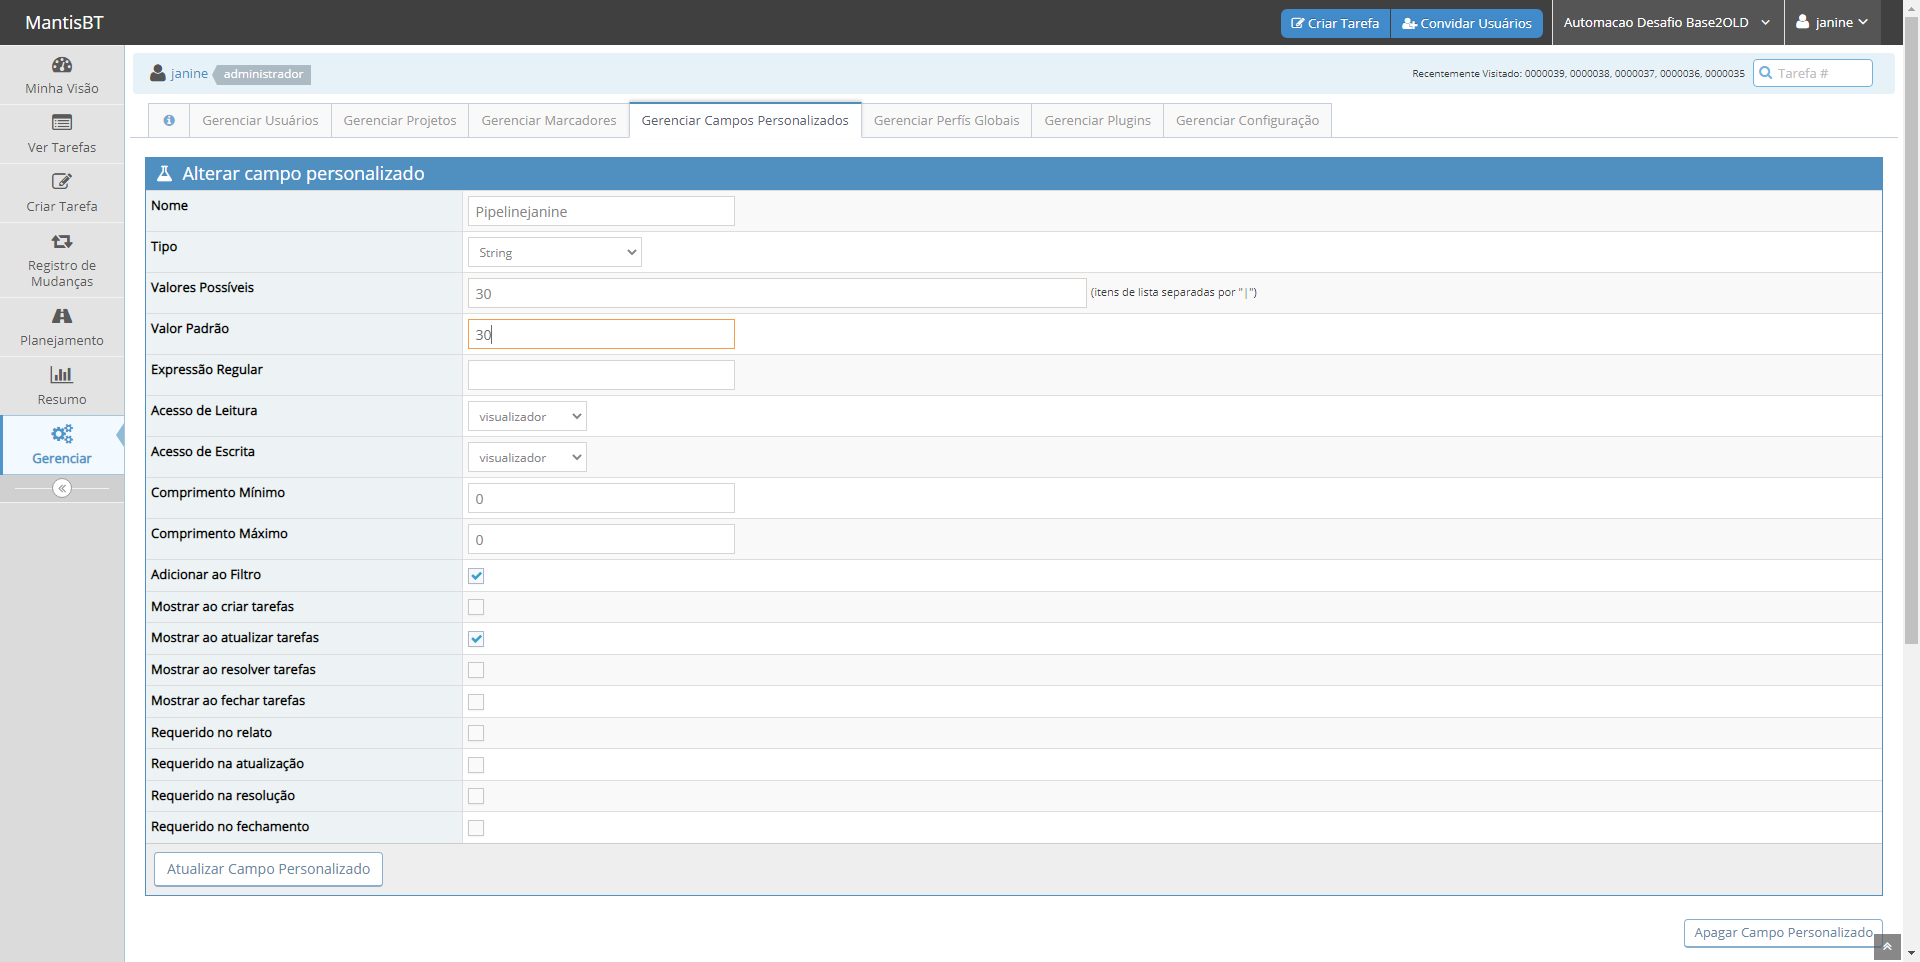 MantisBT
Criar Tarefa
Convidar Usuários
Automacao Desafio Base2OLD
janine
Minha Visão
Ver Tarefas
Criar Tarefa
Registro de
Mudanças
Planejamento
Resumo
Gerenciar
janine
administrador
Recentemente Visitado: 0000039, 0000038, 0000037, 0000036, 0000035
Tarefa #
Gerenciar Usuários
Gerenciar Projetos
Gerenciar Marcadores
Gerenciar Campos Personalizados
Gerenciar Perfís Globais
Gerenciar Plugins
Gerenciar Configuração
Alterar campo personalizado
Nome
Pipelinejanine
Tipo
String
Valores Possíveis
30
(itens de lista separadas por "|")
Valor Padrão
30
Expressão Regular
Acesso de Leitura
visualizador
Acesso de Escrita
visualizador
Comprimento Mínimo
0
Comprimento Máximo
0
Adicionar ao Filtro
Mostrar ao criar tarefas
Mostrar ao atualizar tarefas
Mostrar ao resolver tarefas
Mostrar ao fechar tarefas
Requerido no relato
Requerido na atualização
Requerido na resolução
Requerido no fechamento
Atualizar Campo Personalizado
Apagar Campo Personalizado